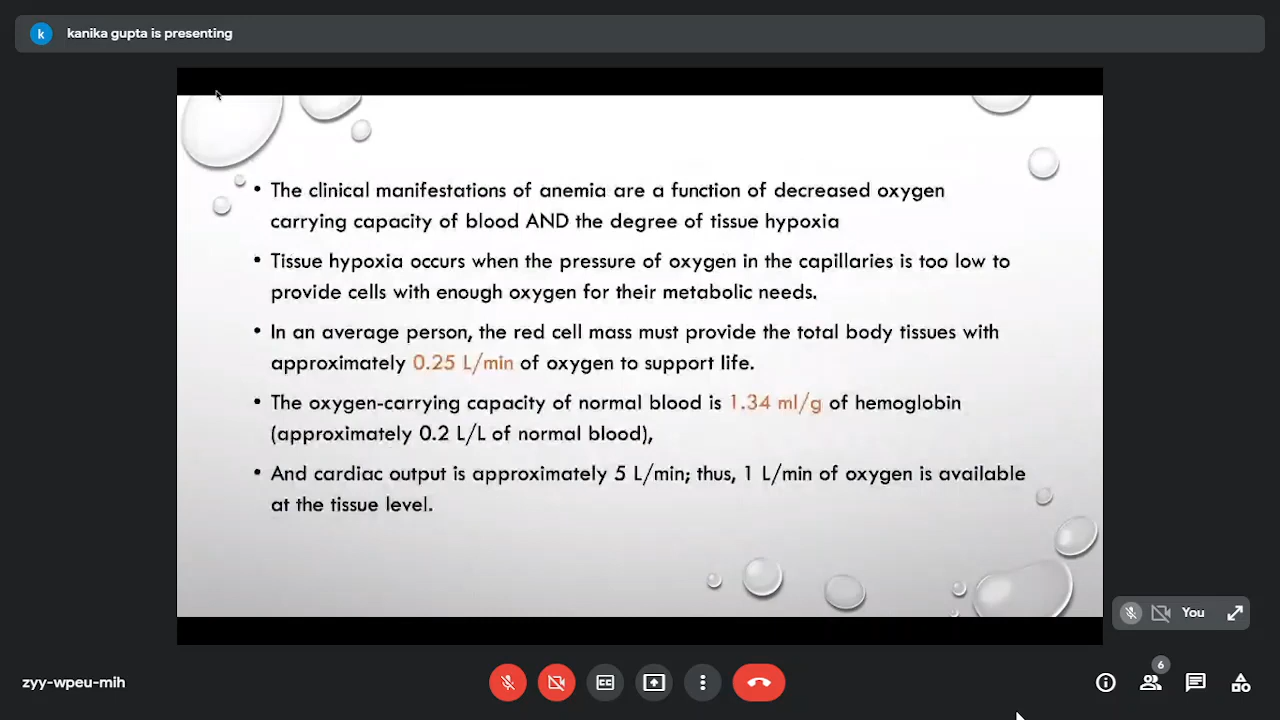 k
kanika gupta is presenting
• The clinical manifestations of anemia are a function of decreased oxygen
carrying capacity of blood AND the degree of tissue hypoxia
• Tissue hypoxia occurs when the pressure of oxygen in the capillaries is too low to
provide cells with enough oxygen for their metabolic needs.
• In an average person, the red cell mass must provide the total body tissues with
approximately 0.25 L/min of oxygen to support life.
• The oxygen-carrying capacity of normal blood is 1.34 ml/g of hemoglobin
(approximately 0.2 L/L of normal blood),
• And cardiac output is approximately 5 L/min; thus, 1 L/min of oxygen is available
at the tissue level.
You
zyy-wpeu-mih
CC
6